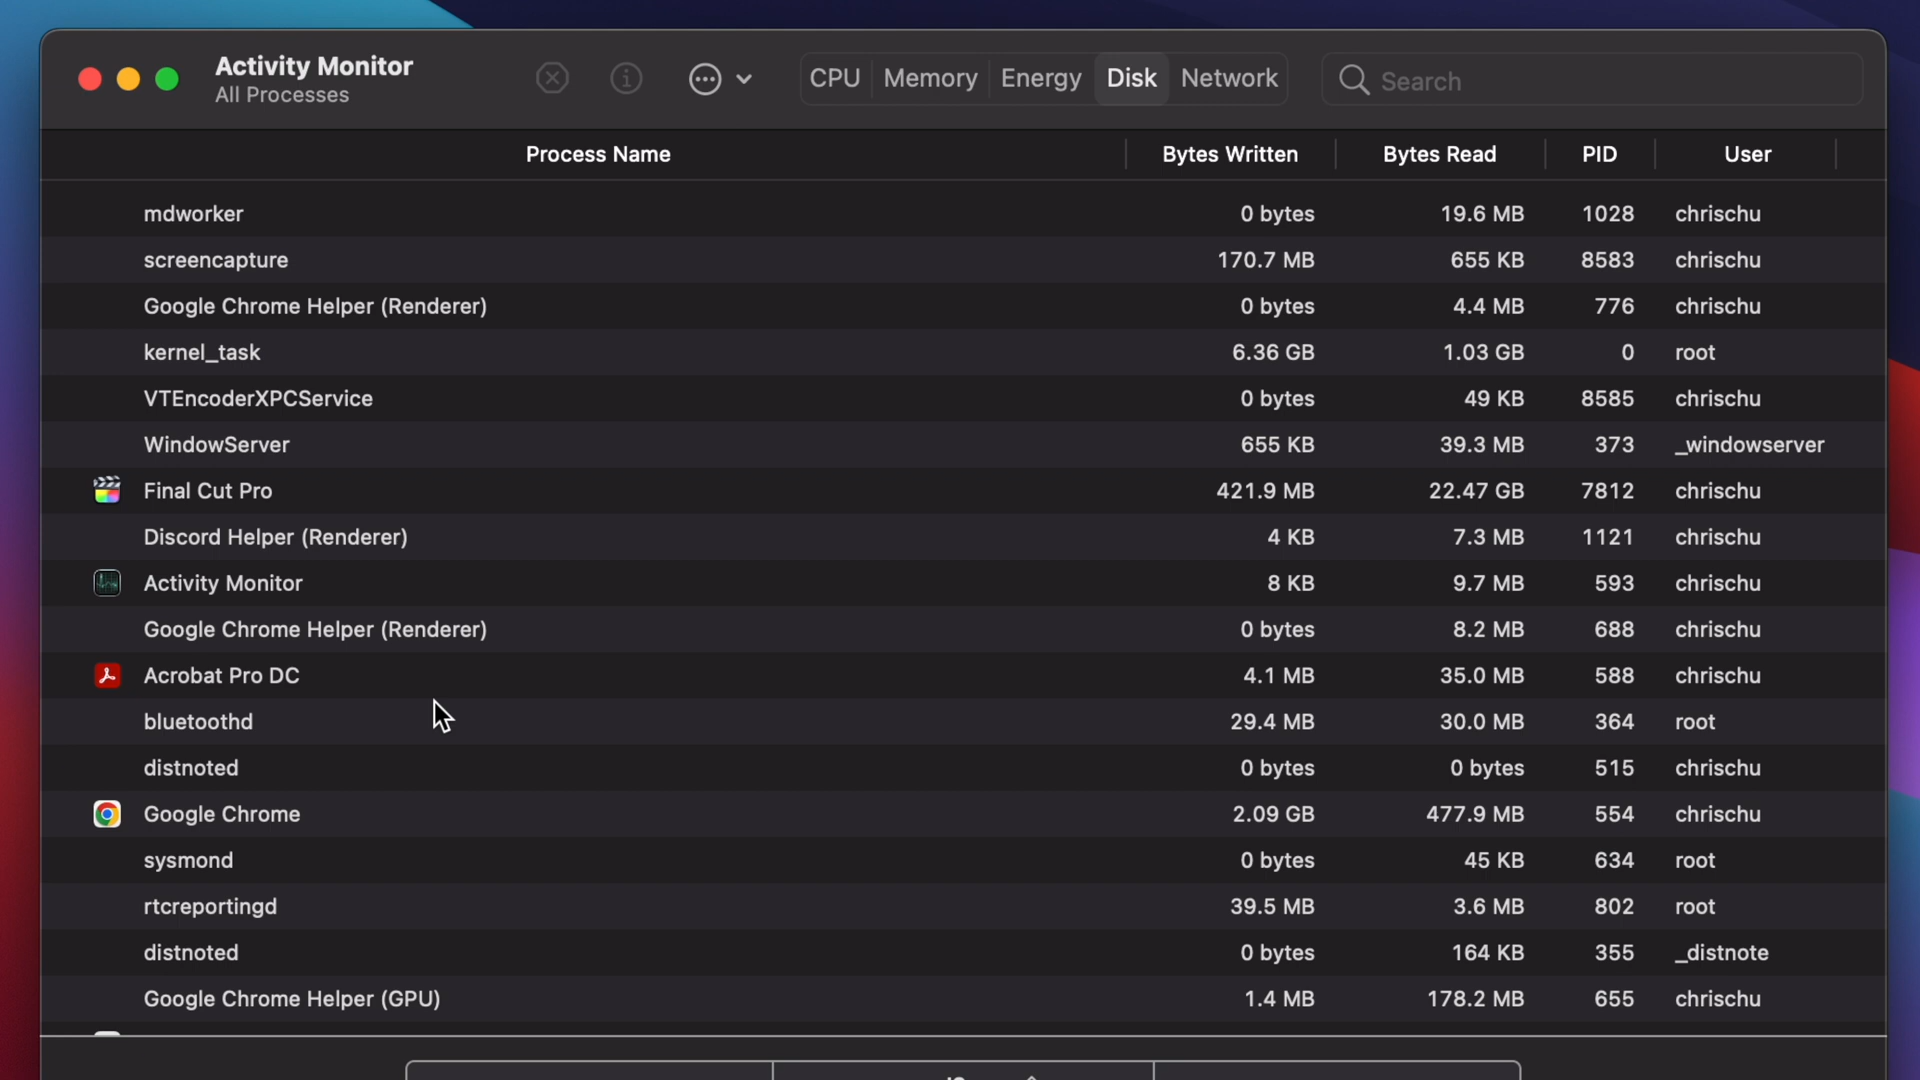 Activity Monitor
All Processes
CPU Memory Energy Disk Network
Search
Process Name Bytes Written Bytes Read PID User
mdworker 0 bytes 19.6 MB 1028 chrischu
screencapture 170.7 MB 655 KB 8583 chrischu
Google Chrome Helper (Renderer) 0 bytes 4.4 MB 776 chrischu
kernel_task 6.36 GB 1.03 GB 0 root
VTEncoderXPCService 0 bytes 49 KB 8585 chrischu
WindowServer 655 KB 39.3 MB 373 _windowserver
Final Cut Pro 421.9 MB 22.47 GB 7812 chrischu
Discord Helper (Renderer) 4 KB 7.3 MB 1121 chrischu
Activity Monitor 8 KB 9.7 MB 593 chrischu
Google Chrome Helper (Renderer) 0 bytes 8.2 MB 688 chrischu
Acrobat Pro DC 4.1 MB 35.0 MB 588 chrischu
bluetoothd 29.4 MB 30.0 MB 364 root
distnoted 0 bytes 0 bytes 515 chrischu
Google Chrome 2.09 GB 477.9 MB 554 chrischu
sysmond 0 bytes 45 KB 634 root
rtcreportingd 39.5 MB 3.6 MB 802 root
distnoted 0 bytes 164 KB 355 _distnote
Google Chrome Helper (GPU) 1.4 MB 178.2 MB 655 chrischu